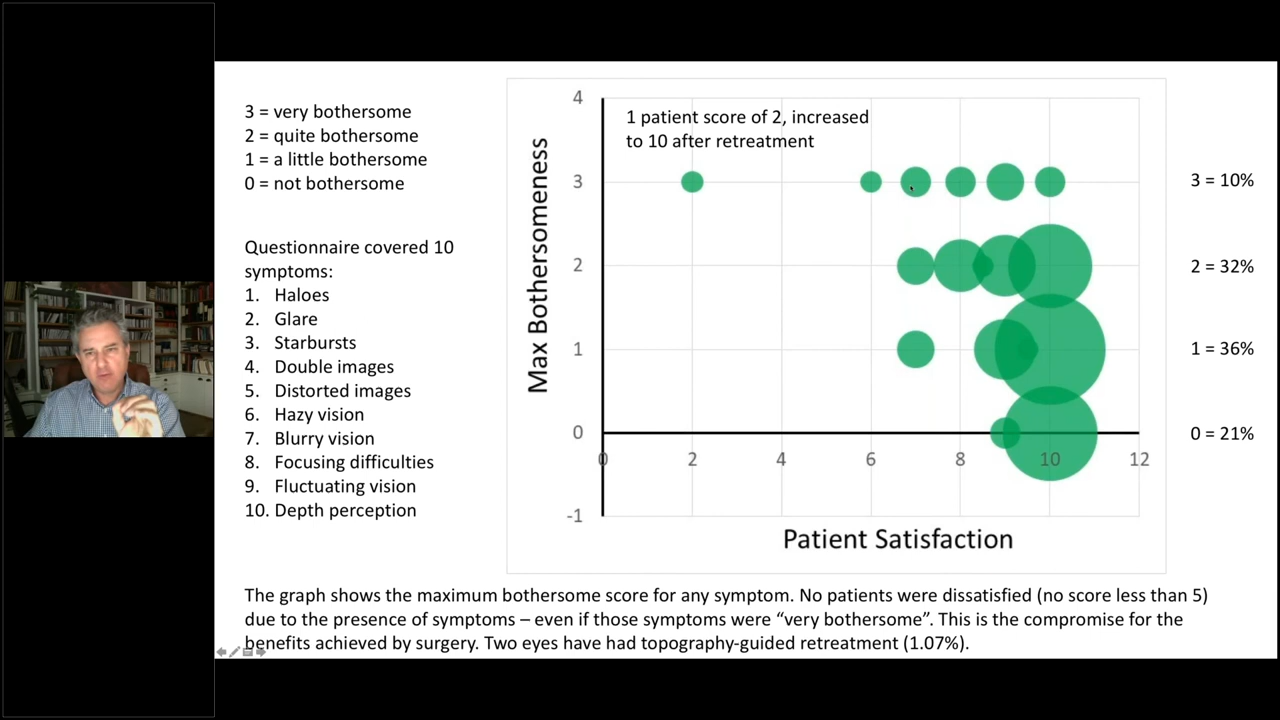 3 = very bothersome
2 = quite bothersome
1 = a little bothersome
0 = not bothersome
Questionnaire covered 10
symptoms:
1. Haloes
2. Glare
3. Starbursts
4. Double images
5. Distorted images
6. Hazy vision
7. Blurry vision
8. Focusing difficulties
9. Fluctuating vision
10. Depth perception
1 patient score of 2, increased
to 10 after retreatment
Max Bothersomeness
4
3
2
1
0
-1
0 2 4 6 8 10 12
Patient Satisfaction
3 = 10%
2 = 32%
1 = 36%
0 = 21%
The graph shows the maximum bothersome score for any symptom. No patients were dissatisfied (no score less than 5)
due to the presence of symptoms – even if those symptoms were “very bothersome”. This is the compromise for the
benefits achieved by surgery. Two eyes have had topography-guided retreatment (1.07%).